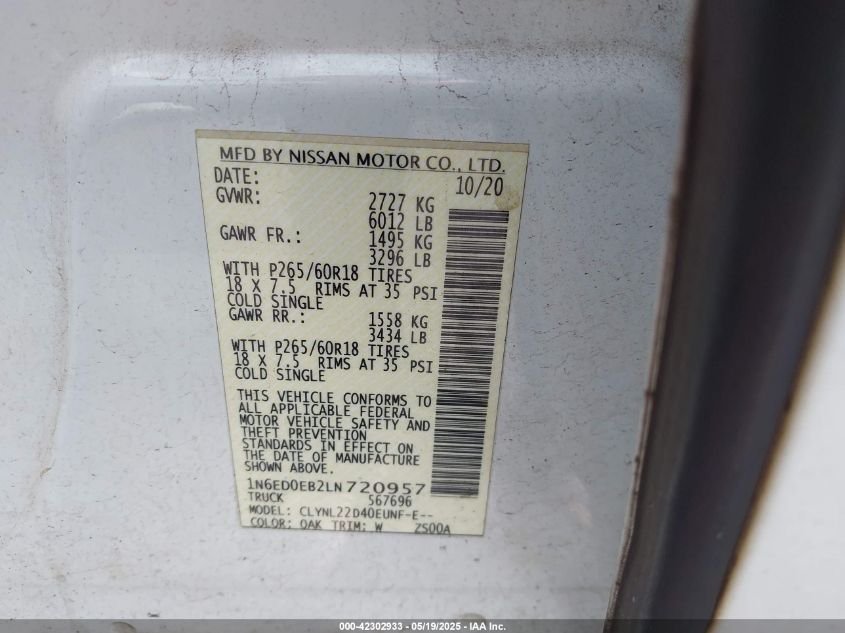 MFD BY NISSAN MOTOR CO., LTD.
DATE: 10/20
GVWR: 2727 KG
6012 LB
GAWR FR.: 1495 KG
3296 LB
WITH P265/60R18 TIRES
18 X 7.5 RIMS AT 35 PSI
COLD SINGLE
GAWR RR.: 1558 KG
3434 LB
WITH P265/60R18 TIRES
18 X 7.5 RIMS AT 35 PSI
COLD SINGLE
THIS VEHICLE CONFORMS TO
ALL APPLICABLE FEDERAL
MOTOR VEHICLE SAFETY AND
THEFT PREVENTION
STANDARDS IN EFFECT ON
THE DATE OF MANUFACTURE
SHOWN ABOVE.
1N6ED0EB2LN720957
TRUCK 567696
MODEL: CLYNL22D40EUNF-E--
COLOR: QAK TRIM: W ZS00A
000-42302933 - 05/19/2025 - IAA Inc.